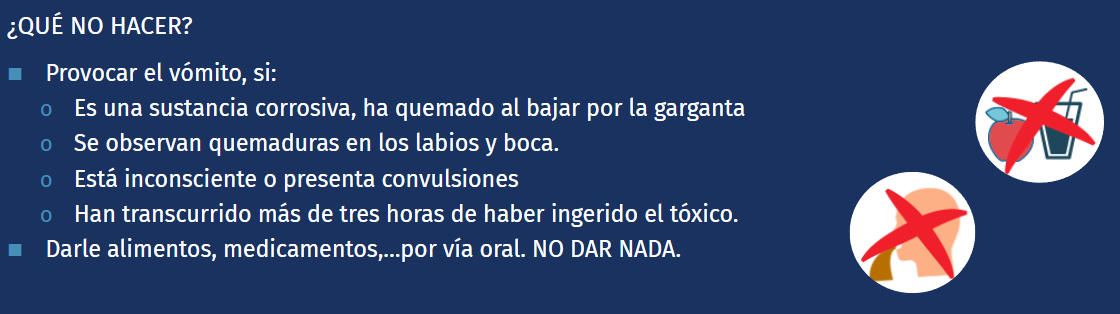 ¿QUÉ NO HACER?
■ Provocar el vómito, si:
o Es una sustancia corrosiva, ha quemado al bajar por la garganta
o Se observan quemaduras en los labios y boca.
o Está inconsciente o presenta convulsiones
o Han transcurrido más de tres horas de haber ingerido el tóxico.
■ Darle alimentos, medicamentos,...por vía oral. NO DAR NADA.